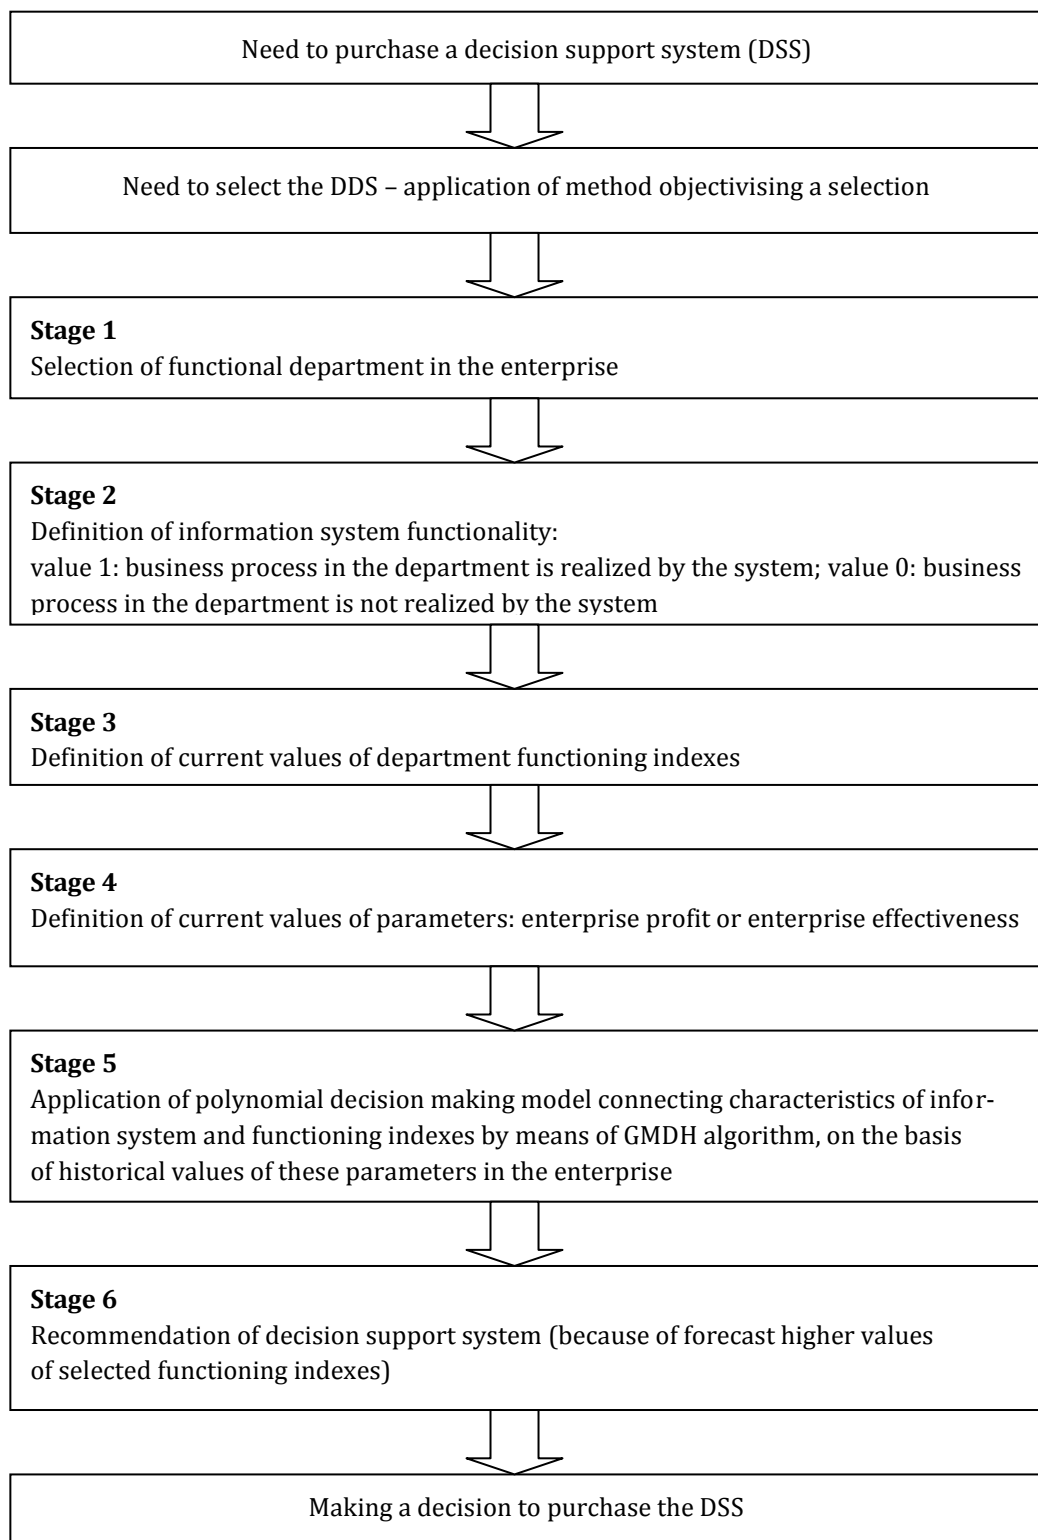 Need to purchase a decision support system (DSS)
Need to select the DDS – application of method objectivising a selection
Stage 1
Selection of functional department in the enterprise
Stage 2
Definition of information system functionality:
value 1: business process in the department is realized by the system; value 0: business
process in the department is not realized by the system
Stage 3
Definition of current values of department functioning indexes
Stage 4
Definition of current values of parameters: enterprise profit or enterprise effectiveness
Stage 5
Application of polynomial decision making model connecting characteristics of infor-
mation system and functioning indexes by means of GMDH algorithm, on the basis
of historical values of these parameters in the enterprise
Stage 6
Recommendation of decision support system (because of forecast higher values
of selected functioning indexes)
Making a decision to purchase the DSS